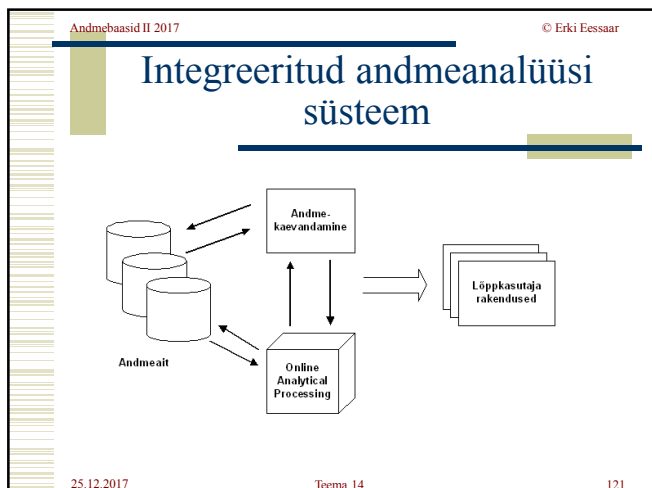 Andmebaasid II 2017
© Erki Eessaar
Integreeritud andmeanalüüsi
süsteem
Andme-
kaevandamine
Lõppkasutaja
rakendused
Andmeait
Online
Analytical
Processing
25.12.2017
Teema 14
121